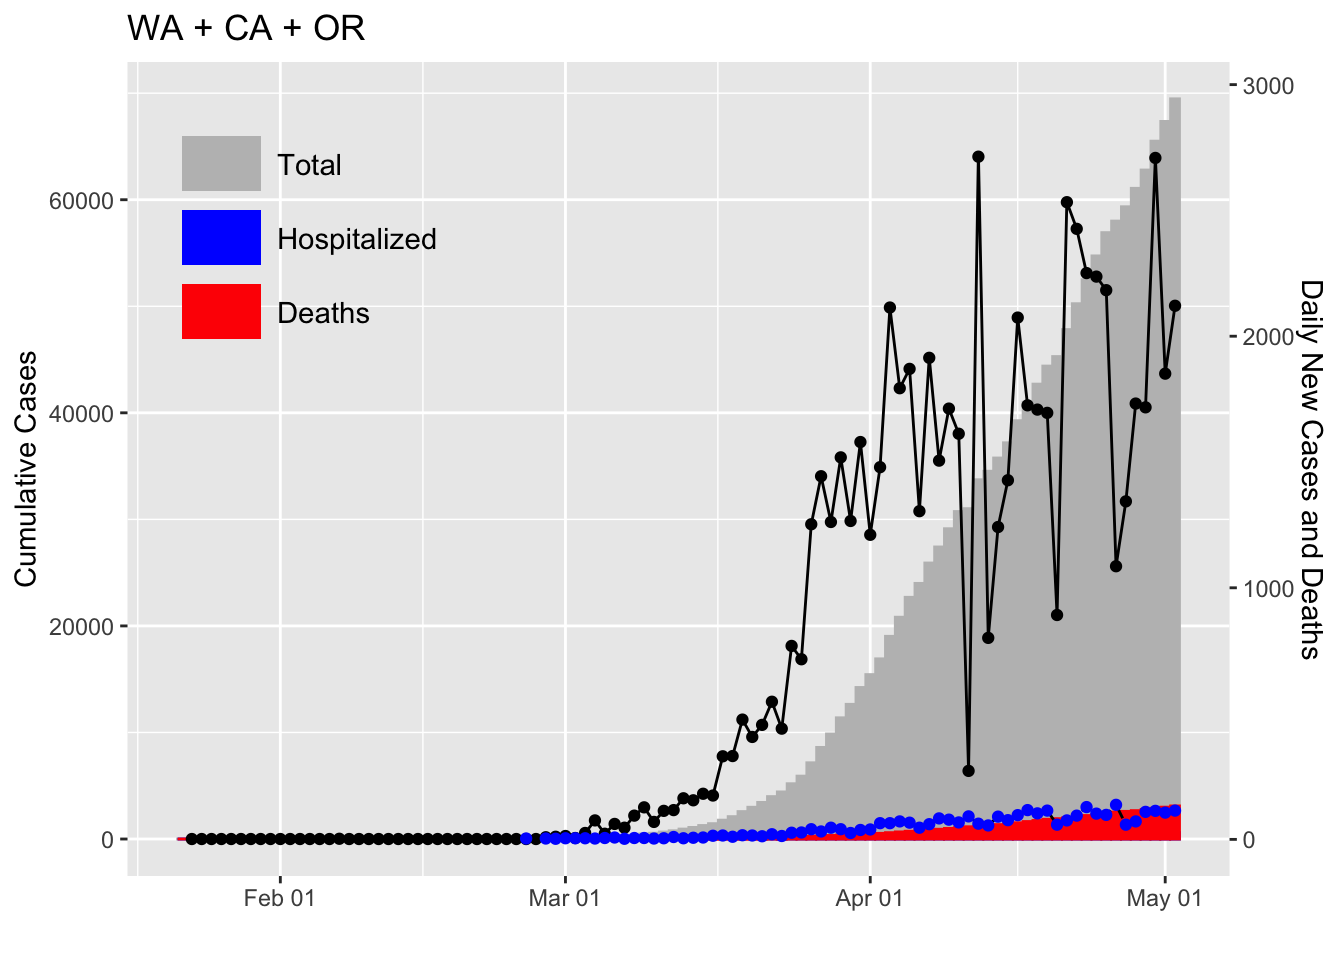 WA + CA + OR
Total
Hospitalized
Deaths
Cumulative Cases
60000
40000
20000
0
3000
2000
1000
0
Daily New Cases and Deaths
Feb 01
Mar 01
Apr 01
May 01